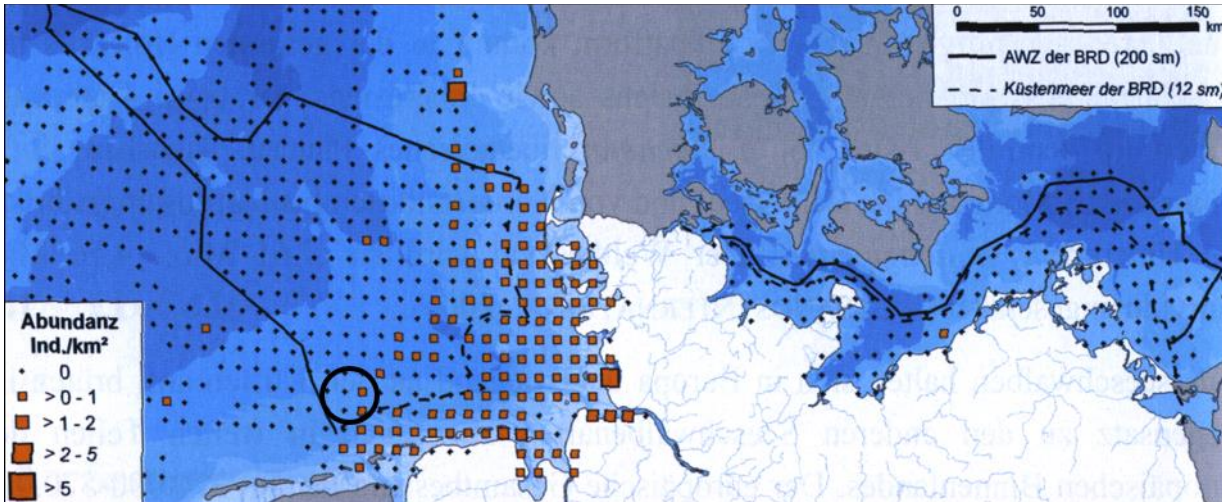 0 50 100 150
km
AWZ der BRD (200 sm)
Küstenmeer der BRD (12 sm)
Abundanz
Ind./km²
0
>0 - 1
>1 - 2
>2 - 5
>5